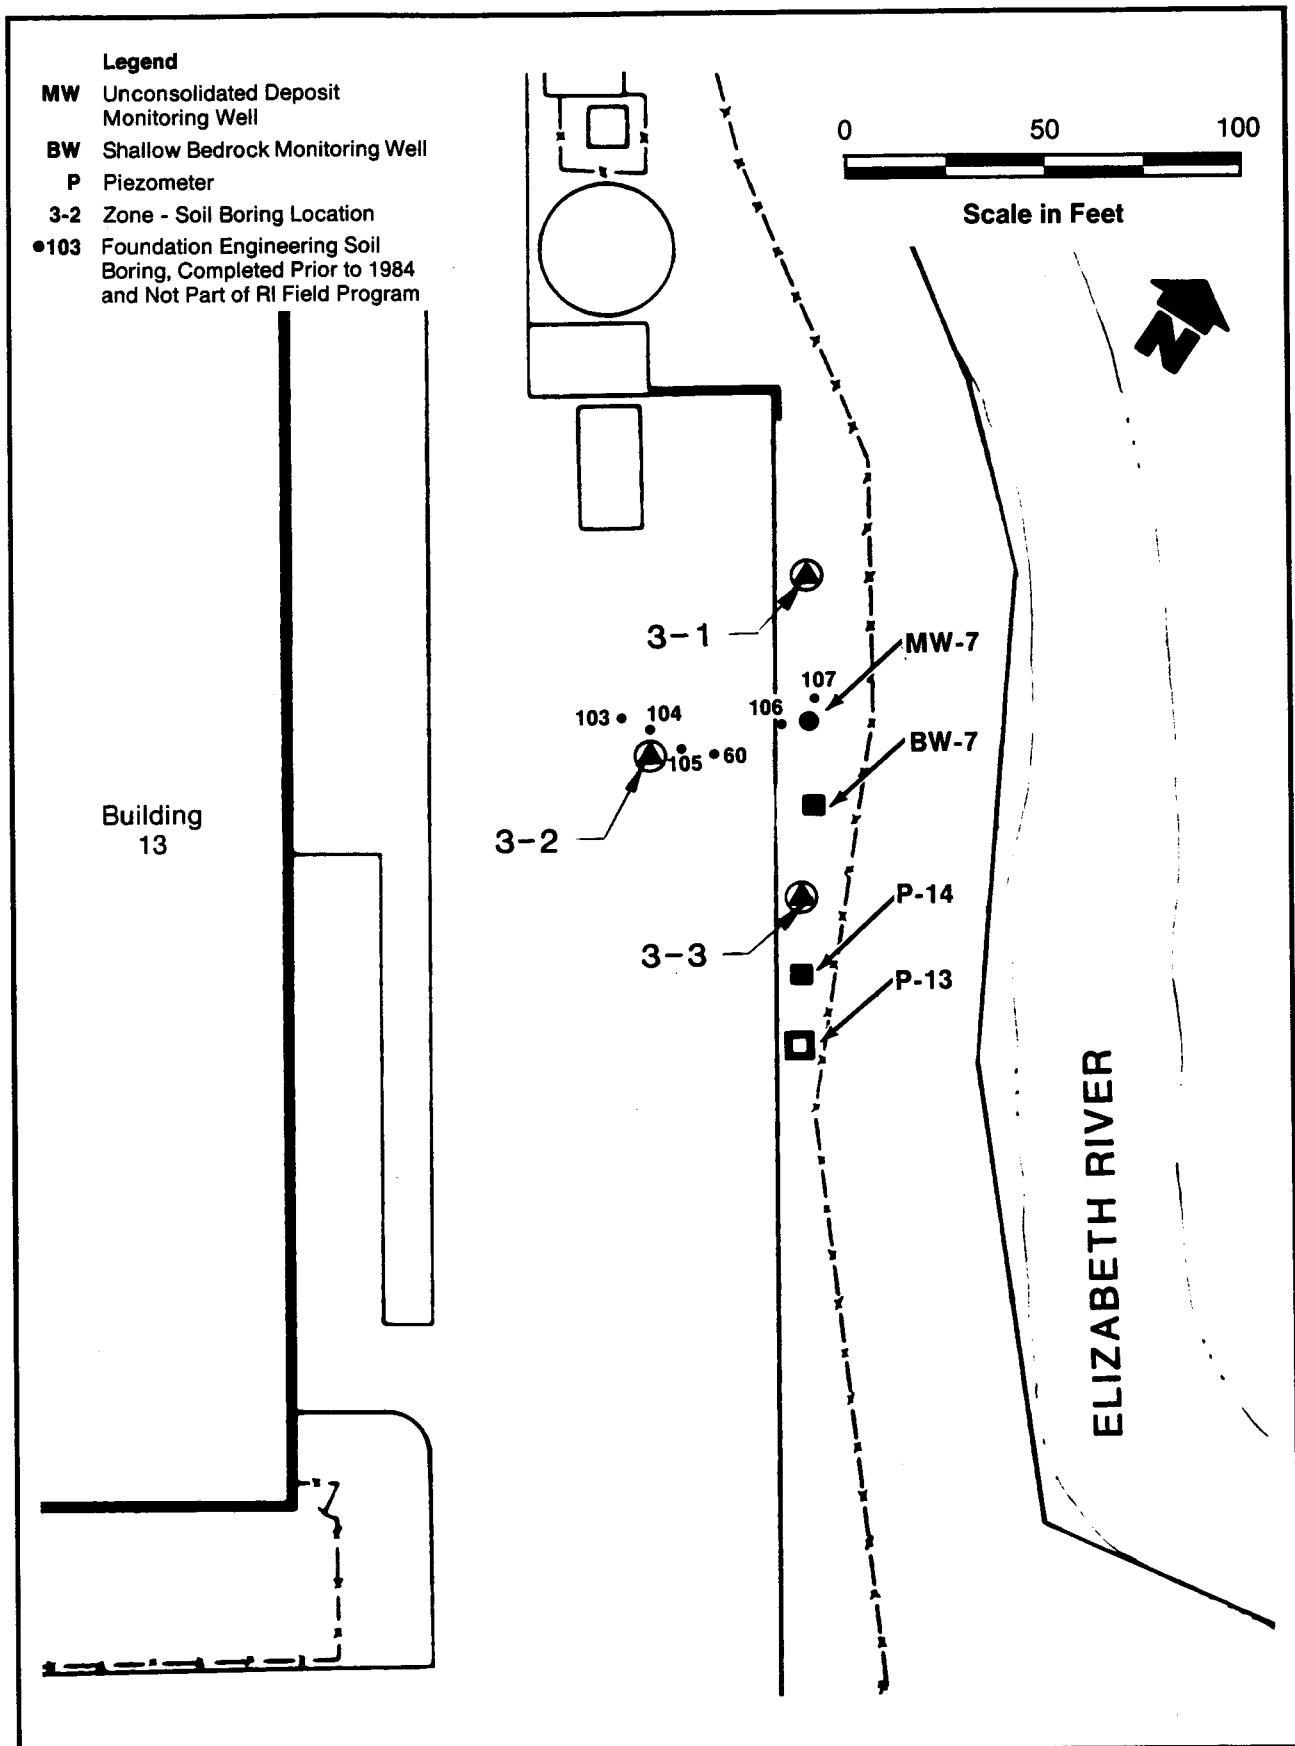 Legend
MW Unconsolidated Deposit
Monitoring Well
BW Shallow Bedrock Monitoring Well
P Piezometer
3-2 Zone - Soil Boring Location
●103 Foundation Engineering Soil
Boring, Completed Prior to 1984
and Not Part of RI Field Program
0 50 100
Scale in Feet
N
3-1
MW-7
107
103
104
106
BW-7
105
60
Building
13
3-2
P-14
3-3
P-13
ELIZABETH RIVER